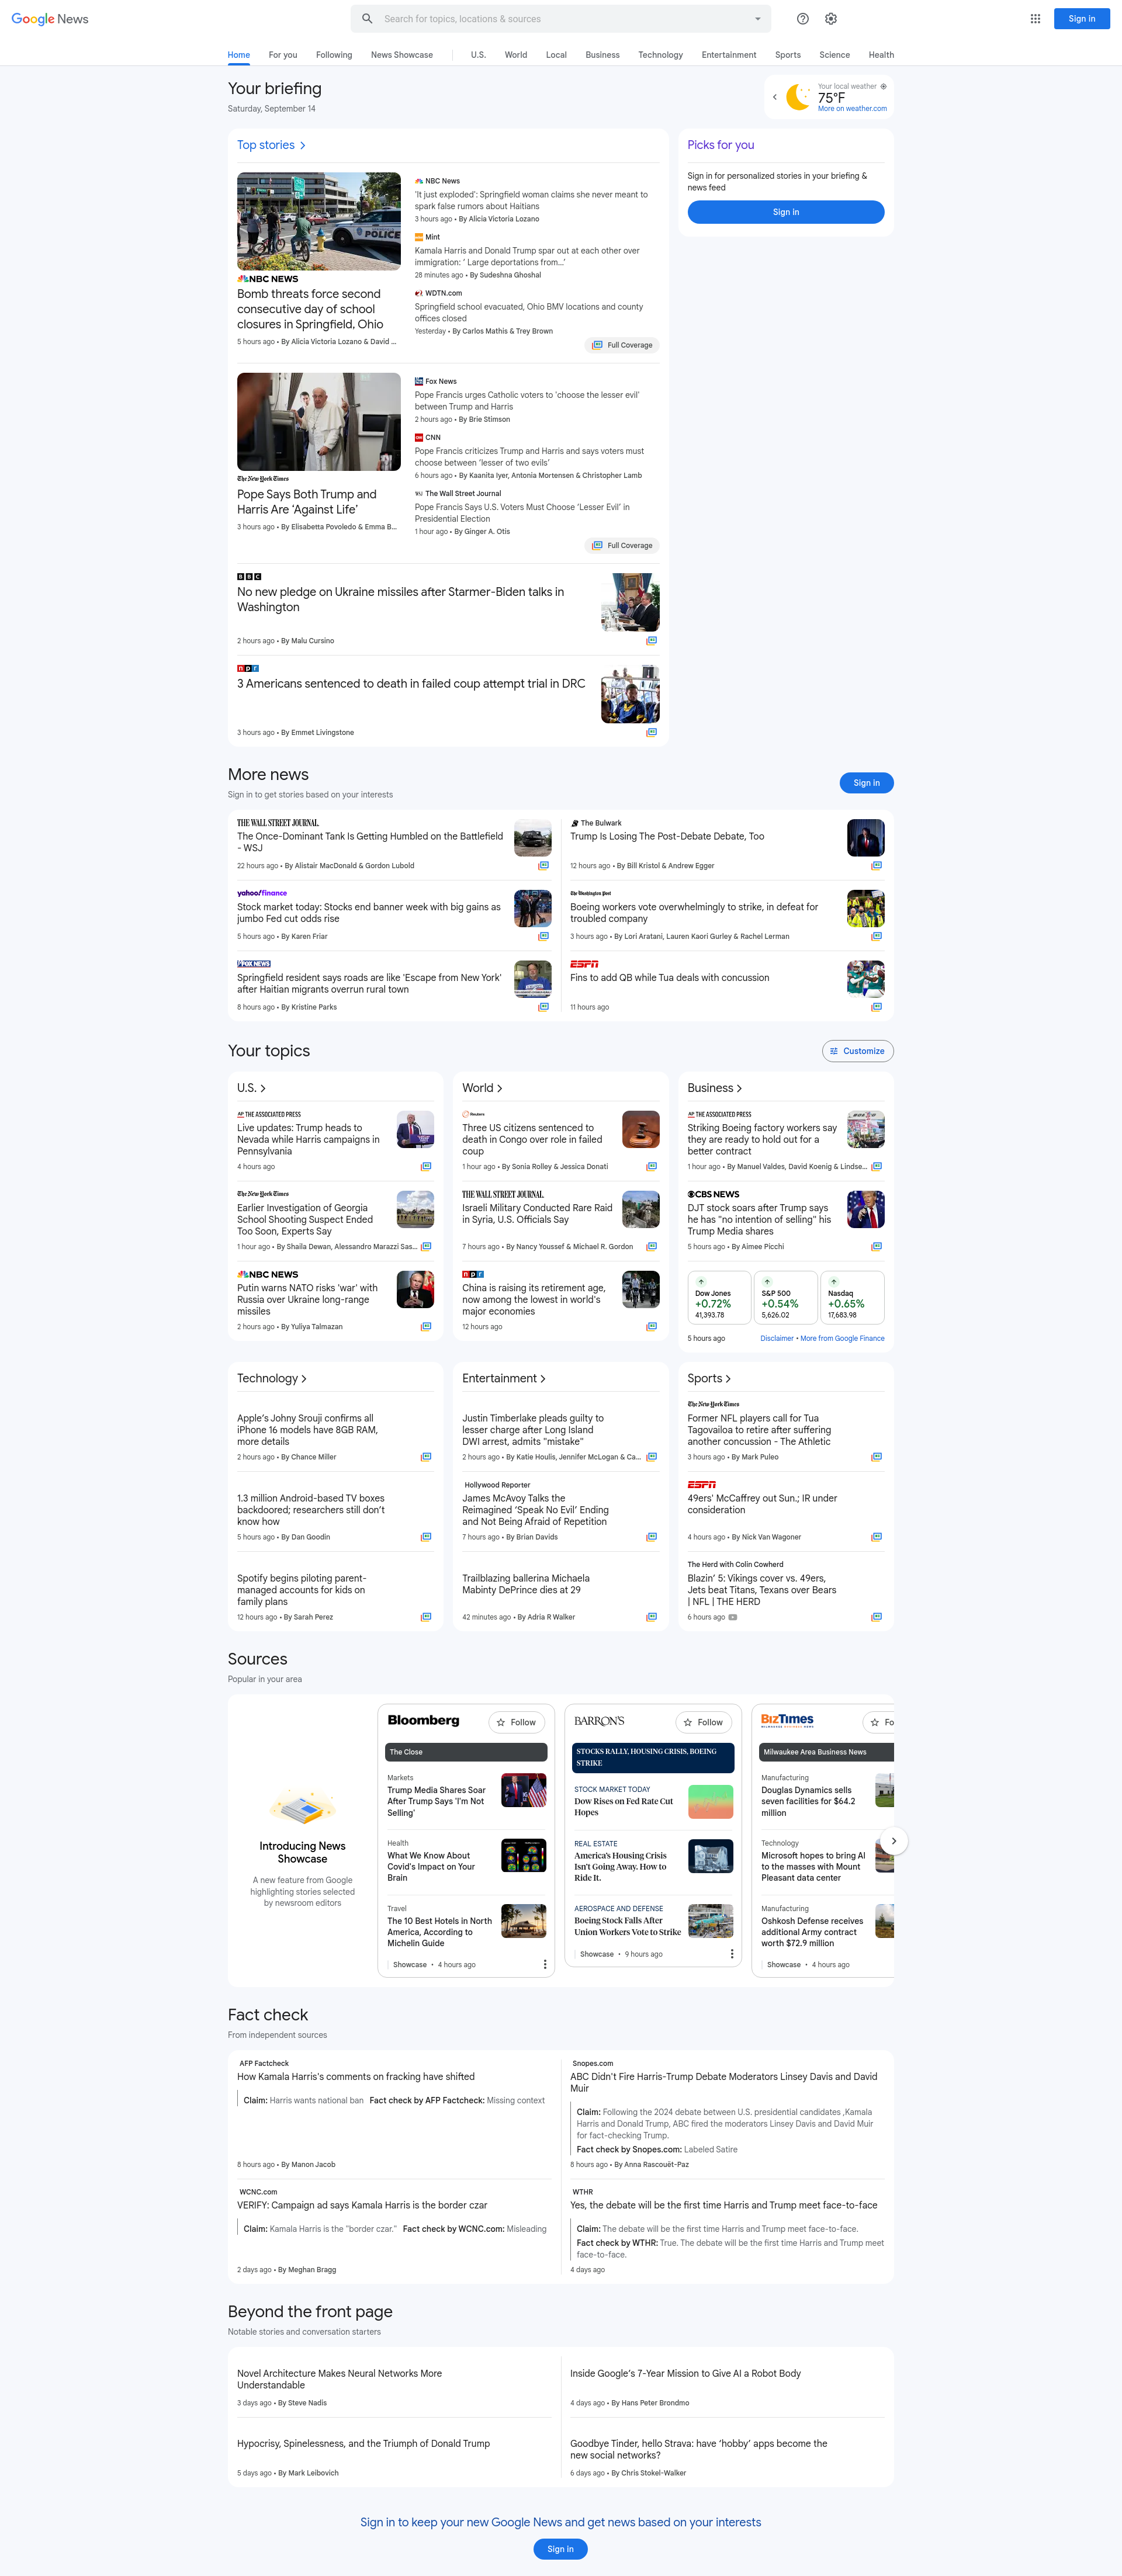 Google News
Search for topics, locations & sources
Sign in
Home
For you
Following
News Showcase
U.S.
World
Local
Business
Technology
Entertainment
Sports
Science
Health
Your briefing
Saturday, September 14
Your local weather
75°F
More on weather.com
Top stories
POLICE
NBC NEWS
Bomb threats force second
consecutive day of school
closures in Springfield, Ohio
5 hours ago • By Alicia Victoria Lozano & David ...
NBC News
'It just exploded': Springfield woman claims she never meant to
spark false rumors about Haitians
3 hours ago • By Alicia Victoria Lozano
Mint
Kamala Harris and Donald Trump spar out at each other over
immigration: ' Large deportations from...'
28 minutes ago • By Sudeshna Ghoshal
WDTN.com
Springfield school evacuated, Ohio BMV locations and county
offices closed
Yesterday • By Carlos Mathis & Trey Brown
Full Coverage
Picks for you
Sign in for personalized stories in your briefing &
news feed
Sign in
The New York Times
Pope Says Both Trump and
Harris Are ‘Against Life’
3 hours ago • By Elisabetta Povoledo & Emma B...
Fox News
Pope Francis urges Catholic voters to 'choose the lesser evil'
between Trump and Harris
2 hours ago • By Brie Stimson
CNN
Pope Francis criticizes Trump and Harris and says voters must
choose between ‘lesser of two evils’
6 hours ago • By Kaanita Iyer, Antonia Mortensen & Christopher Lamb
The Wall Street Journal
Pope Francis Says U.S. Voters Must Choose ‘Lesser Evil’ in
Presidential Election
1 hour ago • By Ginger A. Otis
Full Coverage
BBC
No new pledge on Ukraine missiles after Starmer-Biden talks in
Washington
2 hours ago • By Malu Cursino
npr
3 Americans sentenced to death in failed coup attempt trial in DRC
3 hours ago • By Emmet Livingstone
More news
Sign in to get stories based on your interests
Sign in
THE WALL STREET JOURNAL.
The Once-Dominant Tank Is Getting Humbled on the Battlefield
- WSJ
22 hours ago • By Alistair MacDonald & Gordon Lubold
The Bulwark
Trump Is Losing The Post-Debate Debate, Too
12 hours ago • By Bill Kristol & Andrew Egger
yahoo!finance
Stock market today: Stocks end banner week with big gains as
jumbo Fed cut odds rise
5 hours ago • By Karen Friar
The Washington Post
Boeing workers vote overwhelmingly to strike, in defeat for
troubled company
3 hours ago • By Lori Aratani, Lauren Kaori Gurley & Rachel Lerman
FOX NEWS
Springfield resident says roads are like 'Escape from New York'
after Haitian migrants overrun rural town
8 hours ago • By Kristine Parks
ESPN
Fins to add QB while Tua deals with concussion
11 hours ago
Your topics
Customize
U.S.
AP THE ASSOCIATED PRESS
Live updates: Trump heads to
Nevada while Harris campaigns in
Pennsylvania
4 hours ago
The New York Times
Earlier Investigation of Georgia
School Shooting Suspect Ended
Too Soon, Experts Say
1 hour ago • By Shaila Dewan, Alessandro Marazzi Sas...
NBC NEWS
Putin warns NATO risks 'war' with
Russia over Ukraine long-range
missiles
2 hours ago • By Yuliya Talmazan
World
Reuters
Three US citizens sentenced to
death in Congo over role in failed
coup
1 hour ago • By Sonia Rolley & Jessica Donati
THE WALL STREET JOURNAL.
Israeli Military Conducted Rare Raid
in Syria, U.S. Officials Say
7 hours ago • By Nancy Youssef & Michael R. Gordon
npr
China is raising its retirement age,
now among the lowest in world's
major economies
12 hours ago
Business
AP THE ASSOCIATED PRESS
Striking Boeing factory workers say
they are ready to hold out for a
better contract
1 hour ago • By Manuel Valdes, David Koenig & Lindse...
CBS NEWS
DJT stock soars after Trump says
he has "no intention of selling" his
Trump Media shares
5 hours ago • By Aimee Picchi
Dow Jones
+0.72%
41,393.78
S&P 500
+0.54%
5,626.02
Nasdaq
+0.65%
17,683.98
5 hours ago
Disclaimer • More from Google Finance
Technology
Apple’s Johny Srouji confirms all
iPhone 16 models have 8GB RAM,
more details
2 hours ago • By Chance Miller
1.3 million Android-based TV boxes
backdoored; researchers still don’t
know how
5 hours ago • By Dan Goodin
Spotify begins piloting parent-
managed accounts for kids on
family plans
12 hours ago • By Sarah Perez
Entertainment
Justin Timberlake pleads guilty to
lesser charge after Long Island
DWI arrest, admits "mistake"
2 hours ago • By Katie Houlis, Jennifer McLogan & Ca...
Hollywood Reporter
James McAvoy Talks the
Reimagined ‘Speak No Evil’ Ending
and Not Being Afraid of Repetition
7 hours ago • By Brian Davids
Trailblazing ballerina Michaela
Mabinty DePrince dies at 29
42 minutes ago • By Adria R Walker
Sports
The New York Times
Former NFL players call for Tua
Tagovailoa to retire after suffering
another concussion - The Athletic
3 hours ago • By Mark Puleo
ESPN
49ers' McCaffrey out Sun.; IR under
consideration
4 hours ago • By Nick Van Wagoner
The Herd with Colin Cowherd
Blazin’ 5: Vikings cover vs. 49ers,
Jets beat Titans, Texans over Bears
| NFL | THE HERD
6 hours ago
Sources
Popular in your area
Introducing News
Showcase
A new feature from Google
highlighting stories selected
by newsroom editors
Bloomberg
Follow
The Close
Markets
Trump Media Shares Soar
After Trump Says 'I'm Not
Selling'
Health
What We Know About
Covid's Impact on Your
Brain
Travel
The 10 Best Hotels in North
America, According to
Michelin Guide
Showcase • 4 hours ago
BARRON'S
Follow
STOCKS RALLY, HOUSING CRISIS, BOEING
STRIKE
STOCK MARKET TODAY
Dow Rises on Fed Rate Cut
Hopes
REAL ESTATE
America's Housing Crisis
Isn't Going Away. How to
Ride It.
AEROSPACE AND DEFENSE
Boeing Stock Falls After
Union Workers Vote to Strike
Showcase • 9 hours ago
BizTimes
MILWAUKEE BUSINESS NEWS
Fo
Milwaukee Area Business News
Manufacturing
Douglas Dynamics sells
seven facilities for $64.2
million
Technology
Microsoft hopes to bring AI
to the masses with Mount
Pleasant data center
Manufacturing
Oshkosh Defense receives
additional Army contract
worth $72.9 million
Showcase • 4 hours ago
Fact check
From independent sources
AFP Factcheck
How Kamala Harris's comments on fracking have shifted
Claim: Harris wants national ban Fact check by AFP Factcheck: Missing context
8 hours ago • By Manon Jacob
Snopes.com
ABC Didn't Fire Harris-Trump Debate Moderators Linsey Davis and David
Muir
Claim: Following the 2024 debate between U.S. presidential candidates ,Kamala
Harris and Donald Trump, ABC fired the moderators Linsey Davis and David Muir
for fact-checking Trump.
Fact check by Snopes.com: Labeled Satire
8 hours ago • By Anna Rascouët-Paz
WCNC.com
VERIFY: Campaign ad says Kamala Harris is the border czar
Claim: Kamala Harris is the "border czar." Fact check by WCNC.com: Misleading
2 days ago • By Meghan Bragg
WTHR
Yes, the debate will be the first time Harris and Trump meet face-to-face
Claim: The debate will be the first time Harris and Trump meet face-to-face.
Fact check by WTHR: True. The debate will be the first time Harris and Trump meet
face-to-face.
4 days ago
Beyond the front page
Notable stories and conversation starters
Novel Architecture Makes Neural Networks More
Understandable
3 days ago • By Steve Nadis
Inside Google’s 7-Year Mission to Give AI a Robot Body
4 days ago • By Hans Peter Brondmo
Hypocrisy, Spinelessness, and the Triumph of Donald Trump
5 days ago • By Mark Leibovich
Goodbye Tinder, hello Strava: have ‘hobby’ apps become the
new social networks?
6 days ago • By Chris Stokel-Walker
Sign in to keep your new Google News and get news based on your interests
Sign in